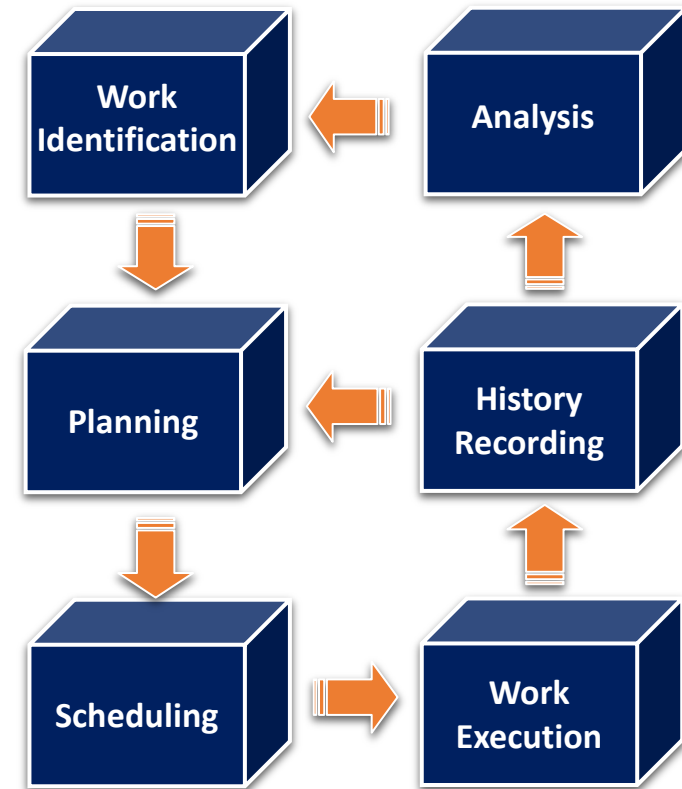 Work
Identification
Analysis
Planning
History
Recording
Scheduling
Work
Execution